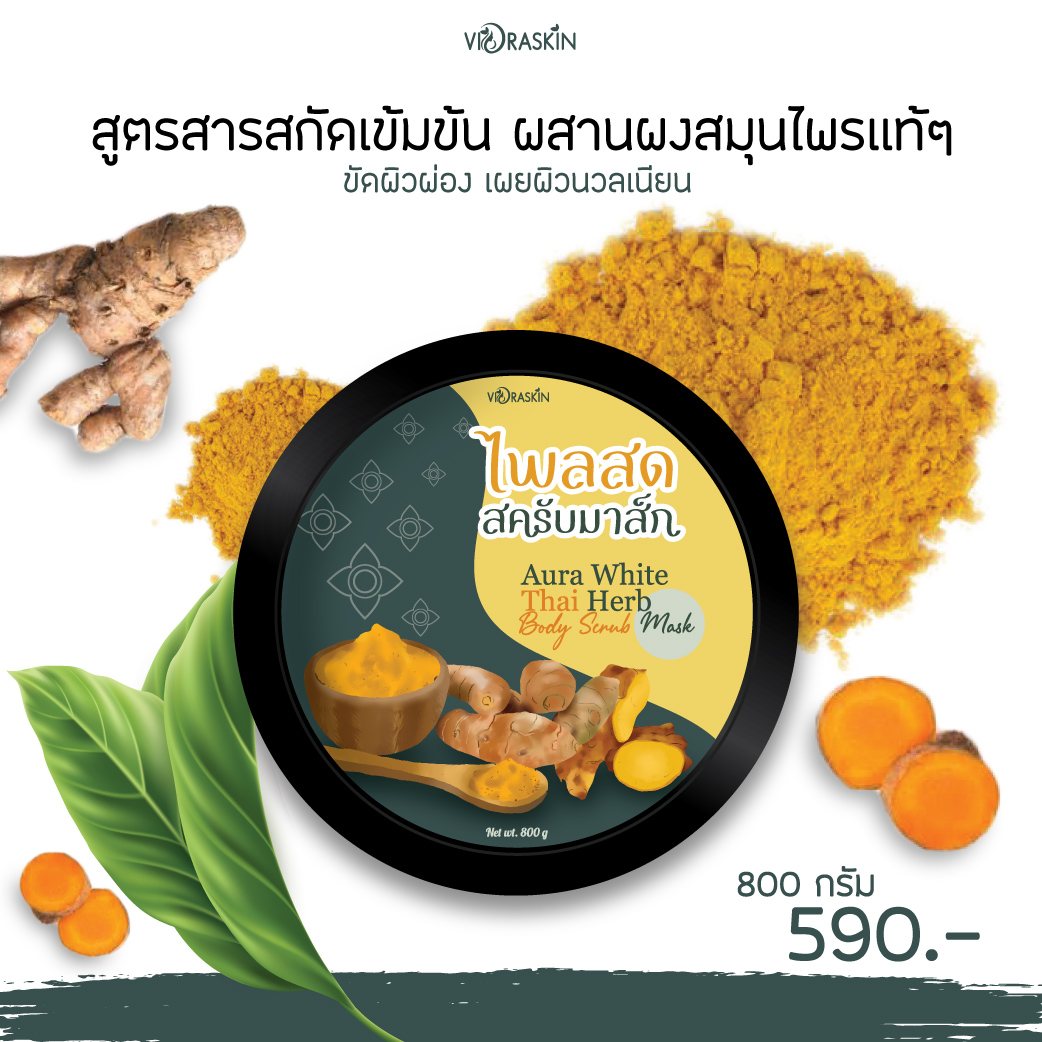 VIORASKIN
สูตรสารสกัดเข้มข้น ผสานผงสมุนไพรแท้ๆ
ขัดผิวผ่อง เผยผิวนวลเนียน
VIORASKIN
ไพลสด
สครับมาส์ก
Aura White
Thai Herb
Body Scrub Mask
Net wt. 800 g
800 กรัม
590.-